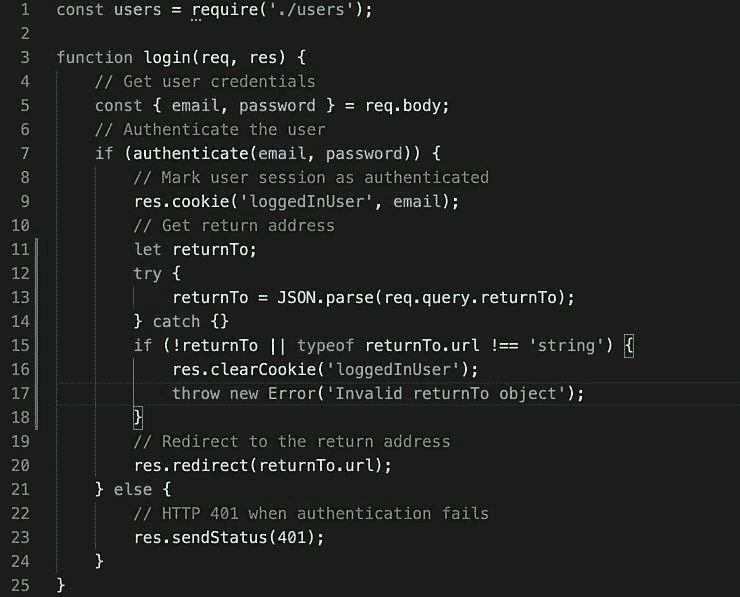 1 const users = require('./users');
2
3 function login(req, res) {
4     // Get user credentials
5     const { email, password } = req.body;
6     // Authenticate the user
7     if (authenticate(email, password)) {
8         // Mark user session as authenticated
9         res.cookie('loggedInUser', email);
10         // Get return address
11         let returnTo;
12         try {
13             returnTo = JSON.parse(req.query.returnTo);
14         } catch {}
15         if (!returnTo || typeof returnTo.url !== 'string') {
16             res.clearCookie('loggedInUser');
17             throw new Error('Invalid returnTo object');
18         }
19         // Redirect to the return address
20         res.redirect(returnTo.url);
21     } else {
22         // HTTP 401 when authentication fails
23         res.sendStatus(401);
24     }
25 }